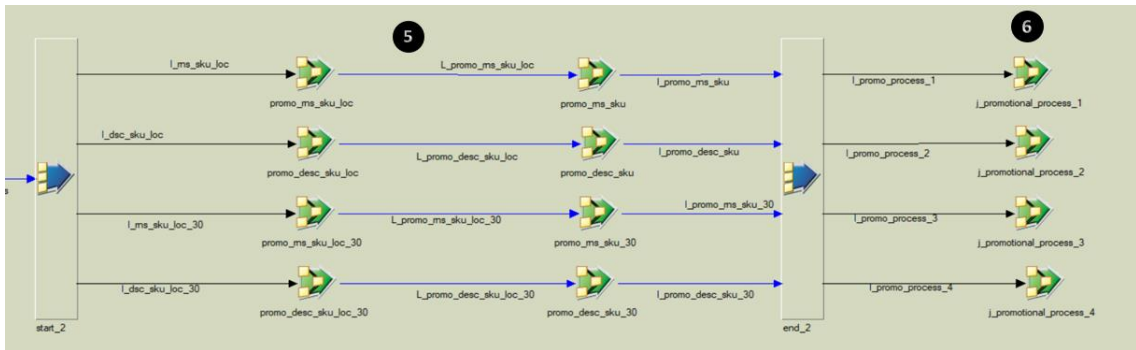 5
6
l_ms_sku_loc
L_promo_ms_sku_loc
l_promo_ms_sku
l_promo_process_1
promo_ms_sku_loc
promo_ms_sku
j_promotional_process_1
l_dsc_sku_loc
L_promo_desc_sku_loc
l_promo_desc_sku
l_promo_process_2
promo_desc_sku_loc
promo_desc_sku
j_promotional_process_2
s
l_ms_sku_loc_30
L_promo_ms_sku_loc_30
l_promo_ms_sku_30
l_promo_process_3
promo_ms_sku_loc_30
promo_ms_sku_30
j_promotional_process_3
l_dsc_sku_loc_30
L_promo_desc_sku_loc_30
l_promo_desc_sku_30
l_promo_process_4
promo_desc_sku_loc_30
promo_desc_sku_30
j_promotional_process_4
start_2
end_2